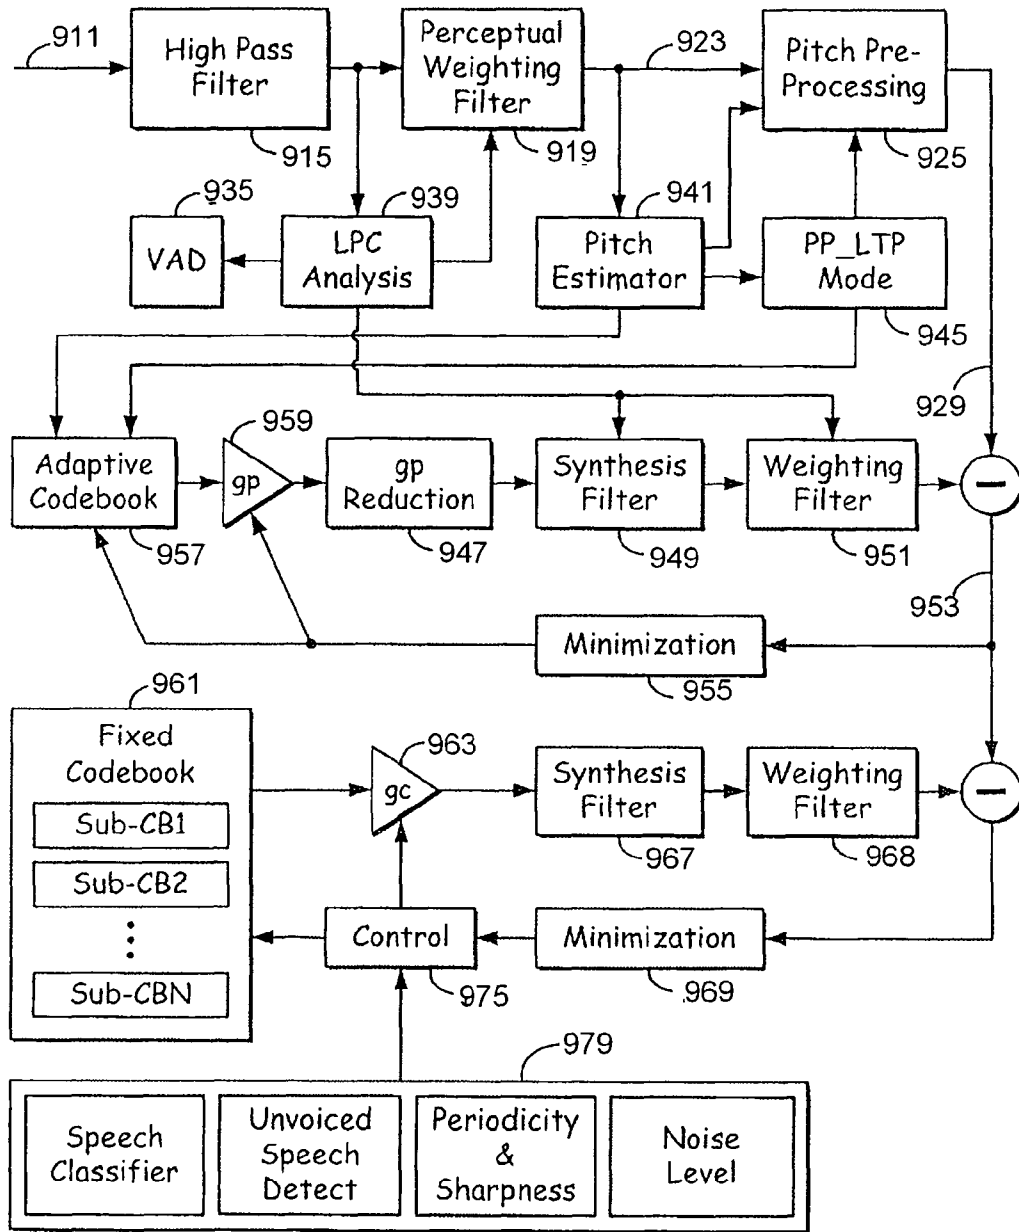 911
High Pass
Filter
915
Perceptual
Weighting
Filter
919
923
Pitch Pre-
Processing
925
935
VAD
939
LPC
Analysis
941
Pitch
Estimator
PP_LTP
Mode
945
929
Adaptive
Codebook
957
959
gp
gp
Reduction
947
Synthesis
Filter
949
Weighting
Filter
951
953
Minimization
955
961
Fixed
Codebook
Sub-CB1
Sub-CB2
Sub-CBN
963
gc
Synthesis
Filter
967
Weighting
Filter
968
Control
975
Minimization
969
979
Speech
Classifier
Unvoiced
Speech
Detect
Periodicity
&
Sharpness
Noise
Level